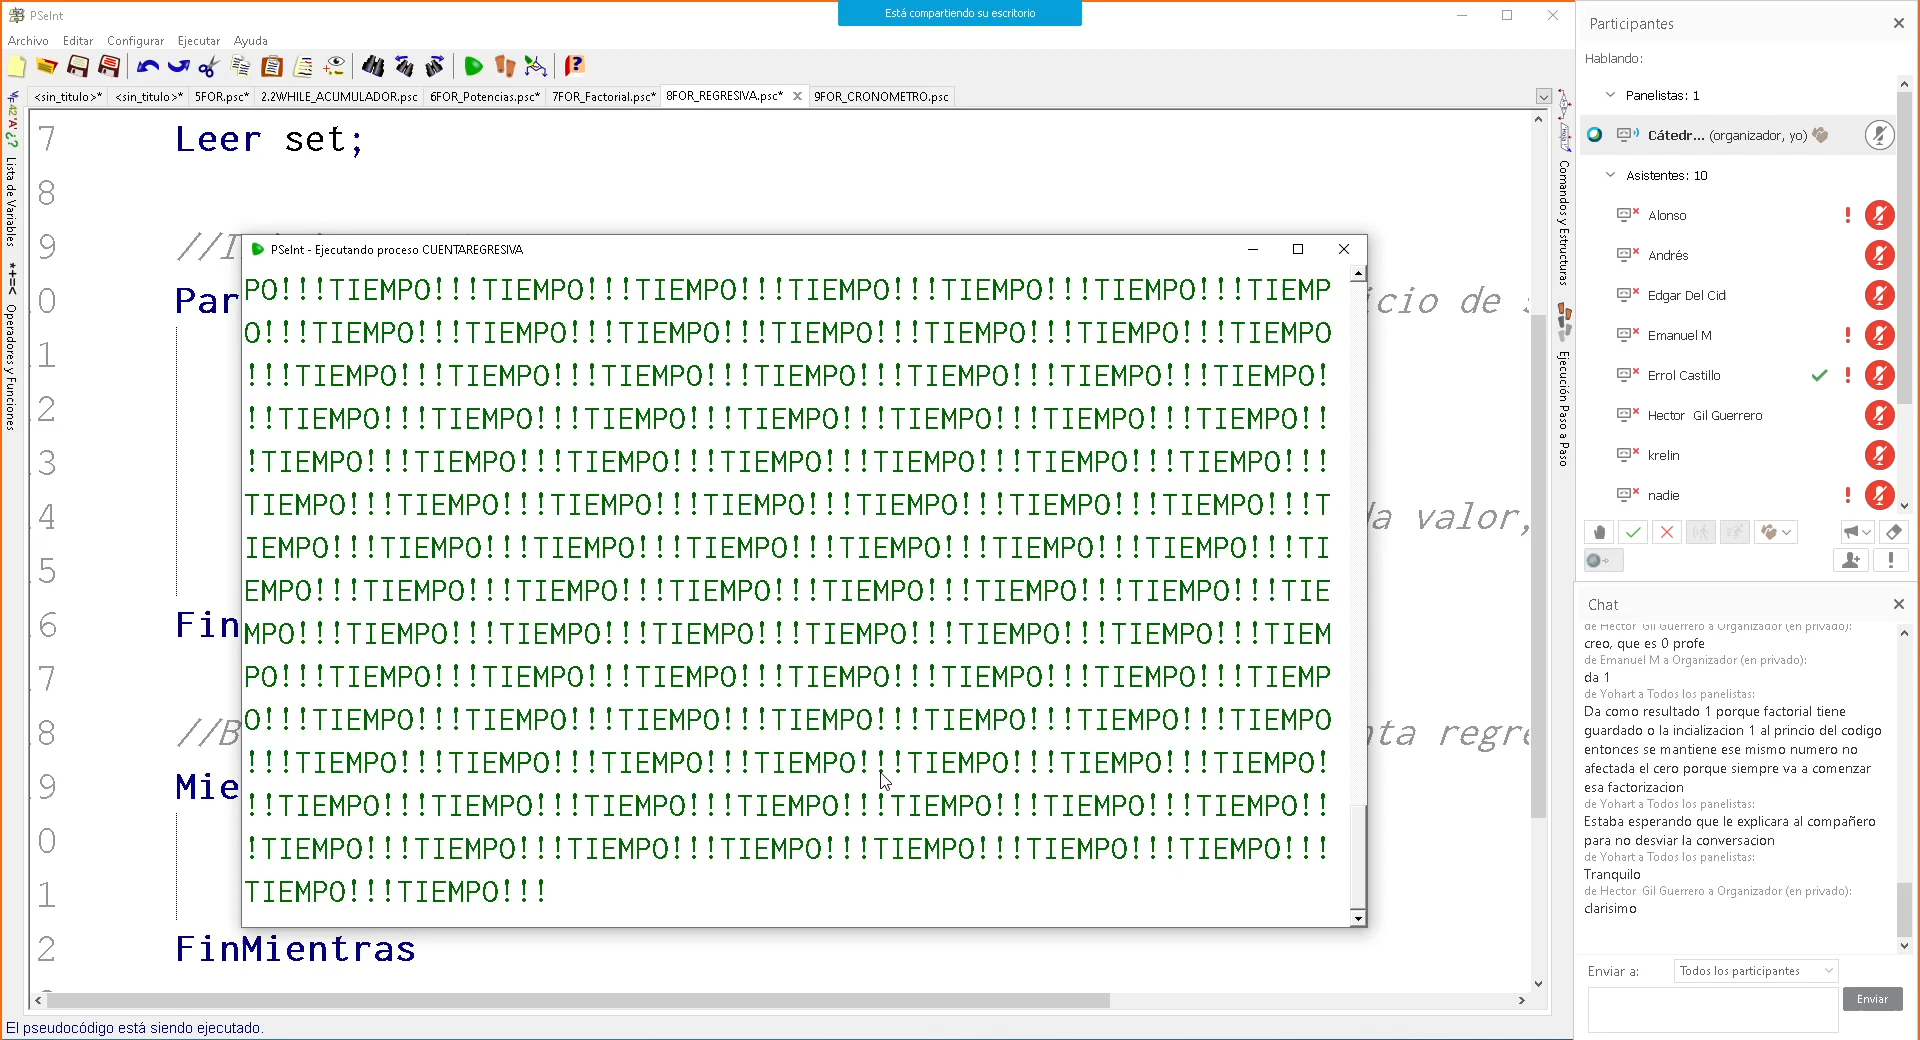 PSeInt
Está compartiendo su escritorio
Archivo Editar Configurar Ejecutar Ayuda
<sin_titulo>* <sin_titulo>* 5FOR.psc* 2.2WHILE_ACUMULADOR.psc 6FOR_Potencias.psc* 7FOR_Factorial.psc* 8FOR_REGRESIVA.psc* 9FOR_CRONOMETRO.psc
Lista de Variables
*+=< Operadores y Funciones
7 Leer set;
8
9 //I
0 Par icio de s
1
2
3
4 da valor,
5
6 Fin
7
8 //B nta regre
9 Mie
0
1
2 FinMientras
PSeInt - Ejecutando proceso CUENTAREGRESIVA
PO!!!TIEMPO!!!TIEMPO!!!TIEMPO!!!TIEMPO!!!TIEMPO!!!TIEMPO!!!TIEMP
O!!!TIEMPO!!!TIEMPO!!!TIEMPO!!!TIEMPO!!!TIEMPO!!!TIEMPO!!!TIEMPO
!!!TIEMPO!!!TIEMPO!!!TIEMPO!!!TIEMPO!!!TIEMPO!!!TIEMPO!!!TIEMPO!
!!TIEMPO!!!TIEMPO!!!TIEMPO!!!TIEMPO!!!TIEMPO!!!TIEMPO!!!TIEMPO!!
!TIEMPO!!!TIEMPO!!!TIEMPO!!!TIEMPO!!!TIEMPO!!!TIEMPO!!!TIEMPO!!!
TIEMPO!!!TIEMPO!!!TIEMPO!!!TIEMPO!!!TIEMPO!!!TIEMPO!!!TIEMPO!!!T
IEMPO!!!TIEMPO!!!TIEMPO!!!TIEMPO!!!TIEMPO!!!TIEMPO!!!TIEMPO!!!TI
EMPO!!!TIEMPO!!!TIEMPO!!!TIEMPO!!!TIEMPO!!!TIEMPO!!!TIEMPO!!!TIE
MPO!!!TIEMPO!!!TIEMPO!!!TIEMPO!!!TIEMPO!!!TIEMPO!!!TIEMPO!!!TIEM
PO!!!TIEMPO!!!TIEMPO!!!TIEMPO!!!TIEMPO!!!TIEMPO!!!TIEMPO!!!TIEMP
O!!!TIEMPO!!!TIEMPO!!!TIEMPO!!!TIEMPO!!!TIEMPO!!!TIEMPO!!!TIEMPO
!!!TIEMPO!!!TIEMPO!!!TIEMPO!!!TIEMPO!!!TIEMPO!!!TIEMPO!!!TIEMPO!
!!TIEMPO!!!TIEMPO!!!TIEMPO!!!TIEMPO!!!TIEMPO!!!TIEMPO!!!TIEMPO!!
!TIEMPO!!!TIEMPO!!!TIEMPO!!!TIEMPO!!!TIEMPO!!!TIEMPO!!!TIEMPO!!!
TIEMPO!!!TIEMPO!!!
Comandos y Estructuras
Ejecución Paso a Paso
El pseudocódigo está siendo ejecutado.
Participantes
Hablando:
Panelistas: 1
Cátedr... (organizador, yo)
Asistentes: 10
Alonso
Andrés
Edgar Del Cid
Emanuel M
Errol Castillo
Hector Gil Guerrero
krelin
nadie
Chat
de Hector Gil Guerrero a Organizador (en privado):
creo, que es 0 profe
de Emanuel M a Organizador (en privado):
da 1
de Yohart a Todos los panelistas:
Da como resultado 1 porque factorial tiene
guardado o la incializacion 1 al princio del codigo
entonces se mantiene ese mismo numero no
afectada el cero porque siempre va a comenzar
esa factorizacion
de Yohart a Todos los panelistas:
Estaba esperando que le explicara al compañero
para no desviar la conversacion
de Yohart a Todos los panelistas:
Tranquilo
de Hector Gil Guerrero a Organizador (en privado):
clarisimo
Enviar a: Todos los participantes
Enviar